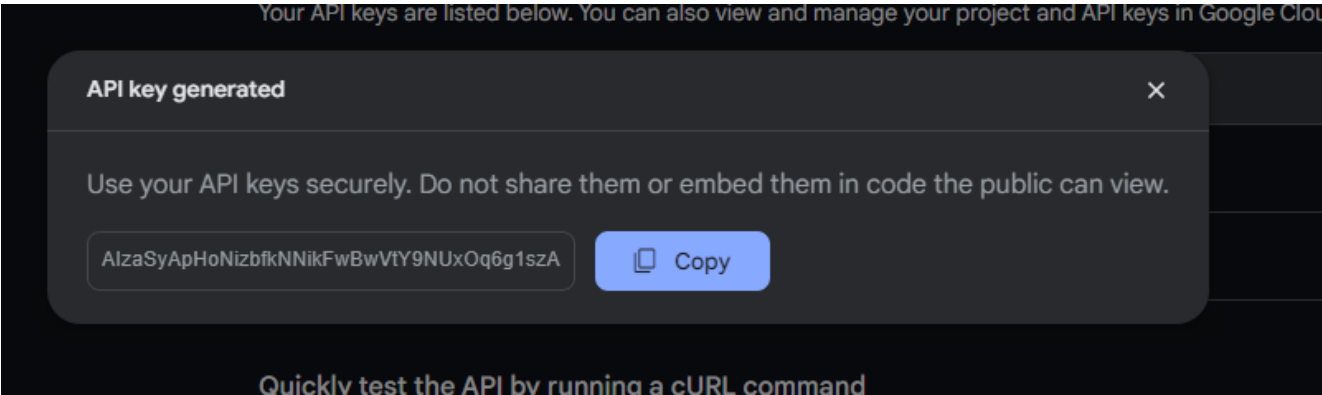 Your API keys are listed below. You can also view and manage your project and API keys in Google Clou
API key generated
Use your API keys securely. Do not share them or embed them in code the public can view.
AIzaSyApHoNizbfkNNikFwBwVtY9NUxOq6g1szA
Copy
Quickly test the API by running a cURL command